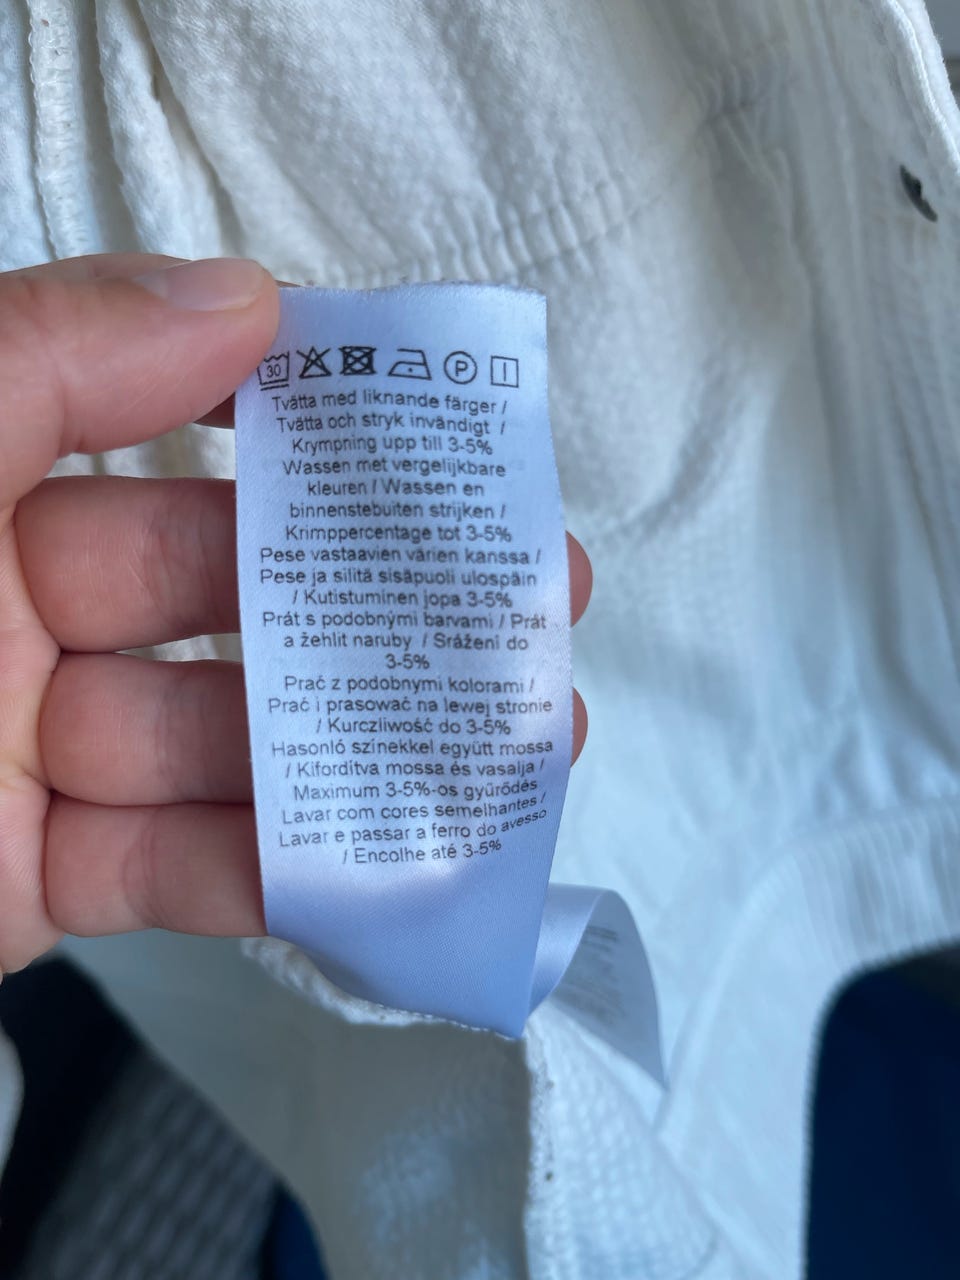 30 P
Tvätta med liknande färger /
Tvätta och stryk invändigt /
Krympning upp till 3-5%
Wassen met vergelijkbare
kleuren / Wassen en
binnenstebuiten strijken /
Krimppercentage tot 3-5%
Pese vastaavien värien kanssa /
Pese ja silitä sisäpuoli ulospäin
/ Kutistuminen jopa 3-5%
Prát s podobnými barvami / Prát
a žehlit naruby / Srážení do
3-5%
Prać z podobnymi kolorami /
Prać i prasować na lewej stronie
/ Kurczliwość do 3-5%
Hasonló színekkel együtt mossa
/ Kifordítva mossa és vasalja /
Maximum 3-5%-os gyűrődés
Lavar com cores semelhantes /
Lavar e passar a ferro do avesso
/ Encolhe até 3-5%